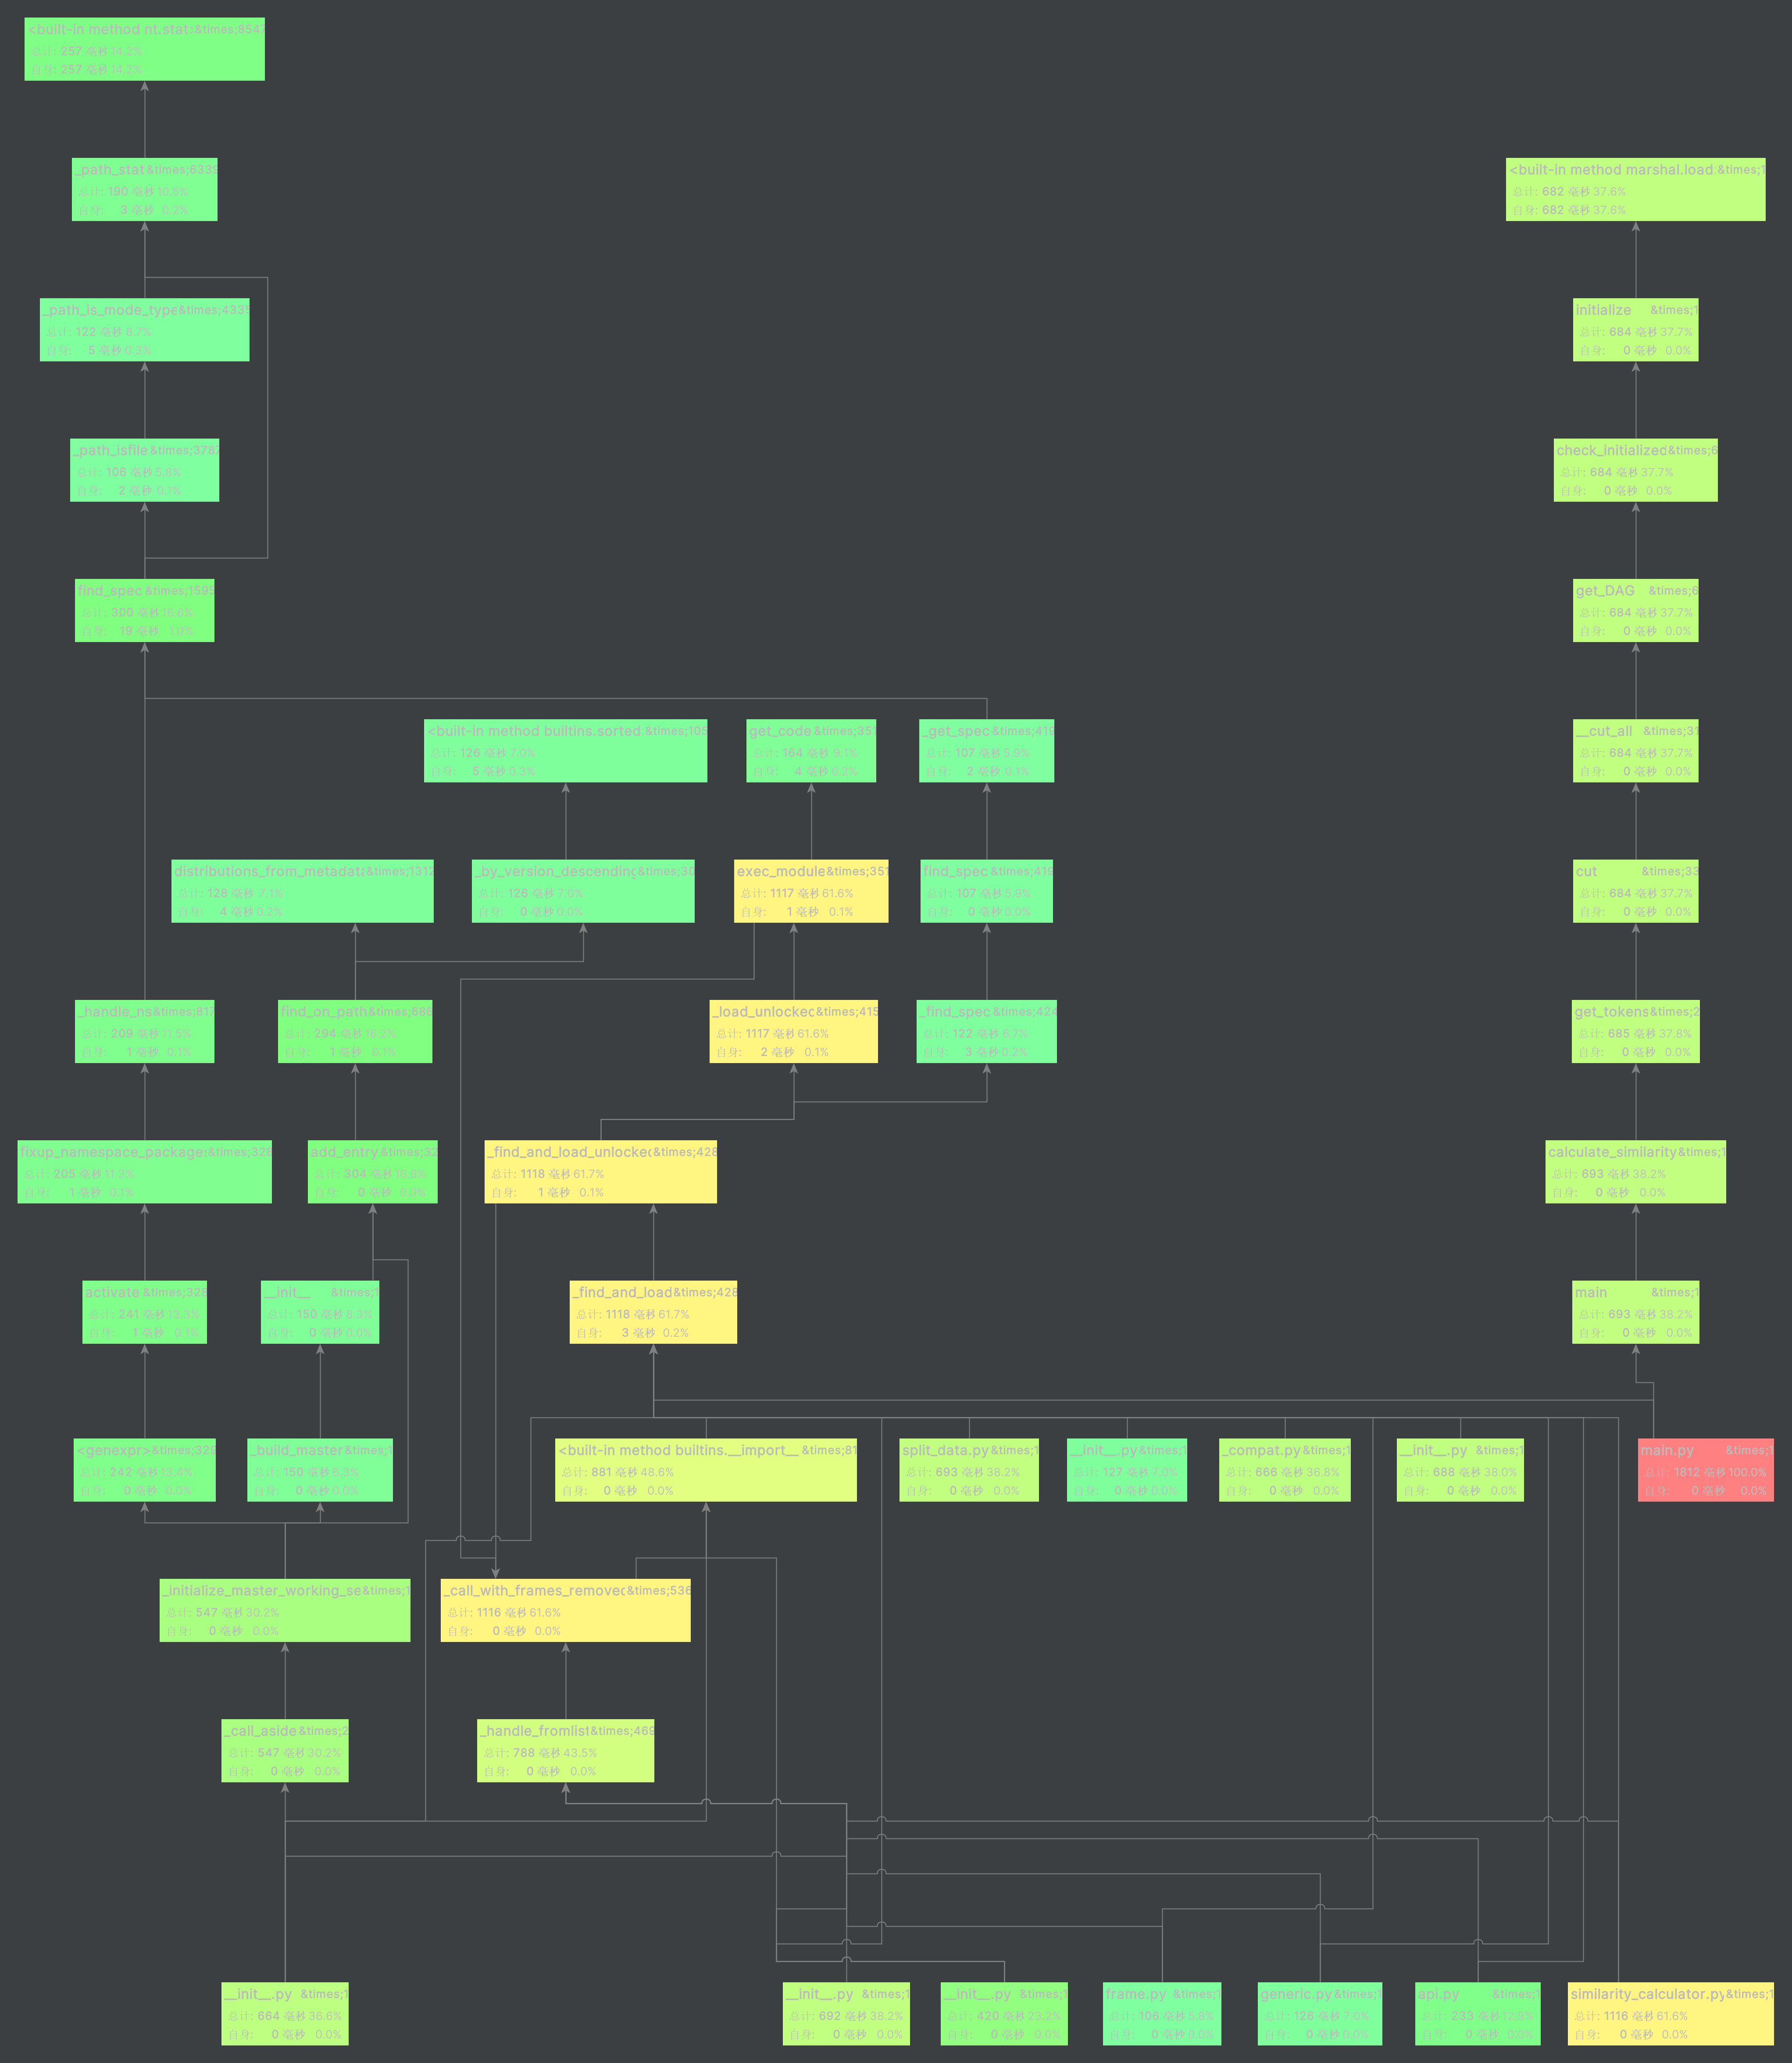 <built-in method nt.stat: &times;8547
总计: 257 毫秒 14.2%
自身: 257 毫秒 14.2%
_path_stat &times;6339
总计: 190 毫秒 10.5%
自身: 3 毫秒 0.2%
<built-in method marshal.load: &times;1
总计: 682 毫秒 37.6%
自身: 682 毫秒 37.6%
_path_is_mode_type &times;4335
总计: 122 毫秒 6.7%
自身: 5 毫秒 0.3%
initialize &times;1
总计: 684 毫秒 37.7%
自身: 0 毫秒 0.0%
_path_isfile &times;3787
总计: 106 毫秒 5.8%
自身: 2 毫秒 0.1%
check_initialized &times;6
总计: 684 毫秒 37.7%
自身: 0 毫秒 0.0%
find_spec &times;1595
总计: 300 毫秒 16.6%
自身: 19 毫秒 1.0%
get_DAG &times;6
总计: 684 毫秒 37.7%
自身: 0 毫秒 0.0%
<built-in method builtins.sorted: &times;105
总计: 126 毫秒 7.0%
自身: 5 毫秒 0.3%
get_code &times;351
总计: 164 毫秒 9.1%
自身: 4 毫秒 0.2%
_get_spec &times;419
总计: 107 毫秒 5.9%
自身: 2 毫秒 0.1%
__cut_all &times;31
总计: 684 毫秒 37.7%
自身: 0 毫秒 0.0%
distributions_from_metadata &times;1312
总计: 128 毫秒 7.1%
自身: 4 毫秒 0.2%
_by_version_descending &times;30
总计: 126 毫秒 7.0%
自身: 0 毫秒 0.0%
exec_module &times;351
总计: 1117 毫秒 61.6%
自身: 1 毫秒 0.1%
find_spec &times;419
总计: 107 毫秒 5.9%
自身: 0 毫秒 0.0%
cut &times;33
总计: 684 毫秒 37.7%
自身: 0 毫秒 0.0%
_handle_ns &times;817
总计: 209 毫秒 11.5%
自身: 1 毫秒 0.1%
find_on_path &times;686
总计: 294 毫秒 16.2%
自身: 1 毫秒 0.1%
_load_unlocked &times;415
总计: 1117 毫秒 61.6%
自身: 2 毫秒 0.1%
_find_spec &times;424
总计: 122 毫秒 6.7%
自身: 3 毫秒 0.2%
get_tokens &times;2
总计: 685 毫秒 37.8%
自身: 0 毫秒 0.0%
fixup_namespace_packages &times;328
总计: 205 毫秒 11.3%
自身: 1 毫秒 0.1%
add_entry &times;32
总计: 304 毫秒 16.8%
自身: 0 毫秒 0.0%
_find_and_load_unlocked &times;428
总计: 1118 毫秒 61.7%
自身: 1 毫秒 0.1%
calculate_similarity &times;1
总计: 693 毫秒 38.2%
自身: 0 毫秒 0.0%
activate &times;328
总计: 241 毫秒 13.3%
自身: 1 毫秒 0.1%
__init__ &times;1
总计: 150 毫秒 8.3%
自身: 0 毫秒 0.0%
_find_and_load &times;428
总计: 1118 毫秒 61.7%
自身: 3 毫秒 0.2%
main &times;1
总计: 693 毫秒 38.2%
自身: 0 毫秒 0.0%
<genexpr> &times;329
总计: 242 毫秒 13.4%
自身: 0 毫秒 0.0%
_build_master &times;1
总计: 150 毫秒 8.3%
自身: 0 毫秒 0.0%
<built-in method builtins.__import__ &times;81
总计: 881 毫秒 48.6%
自身: 0 毫秒 0.0%
split_data.py &times;1
总计: 693 毫秒 38.2%
自身: 0 毫秒 0.0%
__init__.py &times;1
总计: 127 毫秒 7.0%
自身: 0 毫秒 0.0%
_compat.py &times;1
总计: 666 毫秒 36.8%
自身: 0 毫秒 0.0%
__init__.py &times;1
总计: 688 毫秒 38.0%
自身: 0 毫秒 0.0%
main.py &times;1
总计: 1812 毫秒 100.0%
自身: 0 毫秒 0.0%
_initialize_master_working_se &times;1
总计: 547 毫秒 30.2%
自身: 0 毫秒 0.0%
_call_with_frames_removed &times;536
总计: 1116 毫秒 61.6%
自身: 0 毫秒 0.0%
_call_aside &times;2
总计: 547 毫秒 30.2%
自身: 0 毫秒 0.0%
_handle_fromlist &times;469
总计: 788 毫秒 43.5%
自身: 0 毫秒 0.0%
__init__.py &times;1
总计: 664 毫秒 36.6%
自身: 0 毫秒 0.0%
__init__.py &times;1
总计: 692 毫秒 38.2%
自身: 0 毫秒 0.0%
__init__.py &times;1
总计: 420 毫秒 23.2%
自身: 0 毫秒 0.0%
frame.py &times;1
总计: 106 毫秒 5.8%
自身: 0 毫秒 0.0%
generic.py &times;1
总计: 126 毫秒 7.0%
自身: 0 毫秒 0.0%
api.py &times;1
总计: 233 毫秒 12.9%
自身: 0 毫秒 0.0%
similarity_calculator.py &times;1
总计: 1116 毫秒 61.6%
自身: 0 毫秒 0.0%